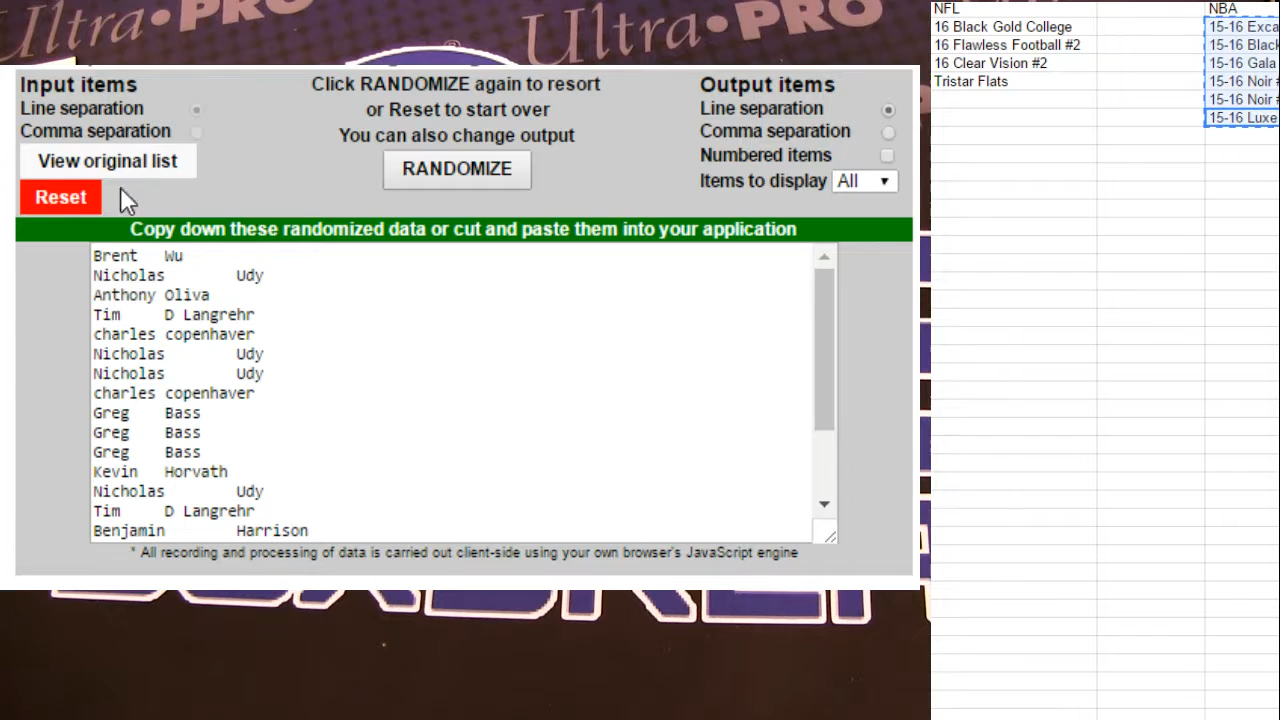 Ultra•PRO
Ultra•PRO
Input items
Line separation
Comma separation
View original list
Reset
Click RANDOMIZE again to resort
or Reset to start over
You can also change output
RANDOMIZE
Output items
Line separation
Comma separation
Numbered items
Items to display All
Copy down these randomized data or cut and paste them into your application
Brent Wu
Nicholas Udy
Anthony Oliva
Tim D Langrehr
charles copenhaver
Nicholas Udy
Nicholas Udy
charles copenhaver
Greg Bass
Greg Bass
Greg Bass
Kevin Horvath
Nicholas Udy
Tim D Langrehr
Benjamin Harrison
* All recording and processing of data is carried out client-side using your own browser's JavaScript engine
NFL
16 Black Gold College
16 Flawless Football #2
16 Clear Vision #2
Tristar Flats
NBA
15-16 Exca
15-16 Black
15-16 Gala
15-16 Noir #
15-16 Noir #
15-16 Luxe